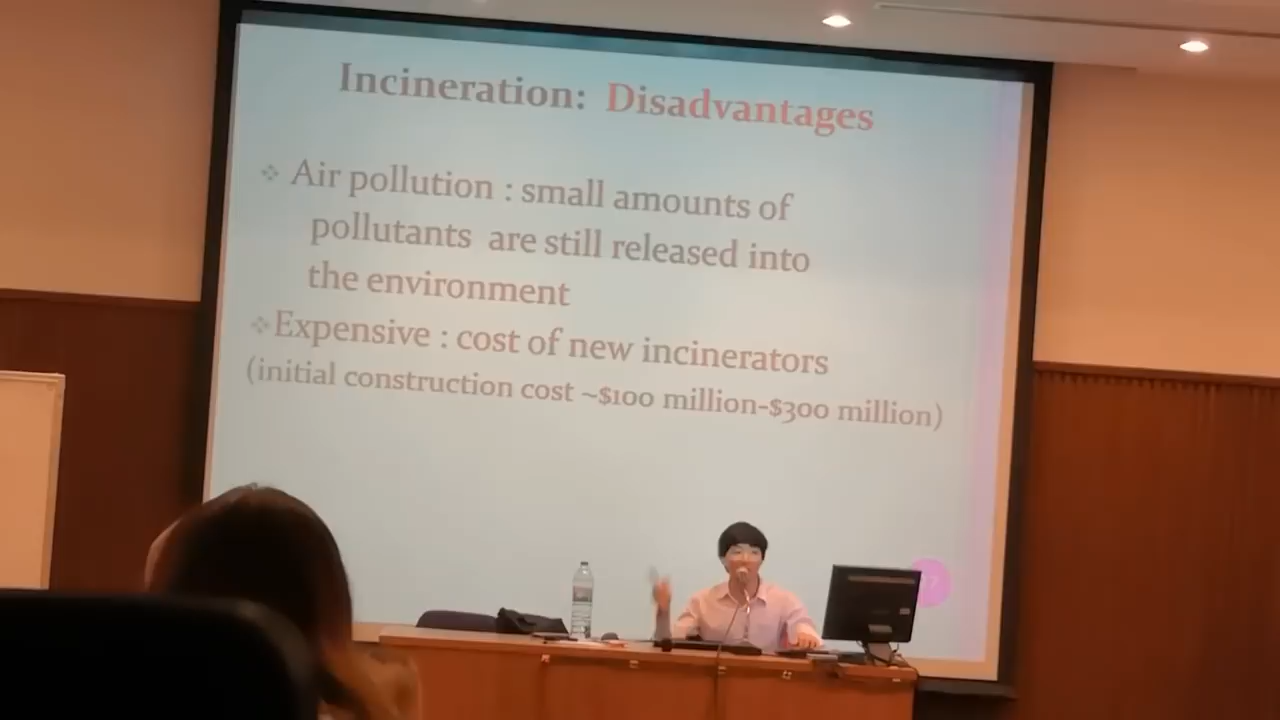 Incineration: Disadvantages
❖ Air pollution : small amounts of
pollutants are still released into
the environment
❖ Expensive : cost of new incinerators
(initial construction cost ~$100 million-$300 million)